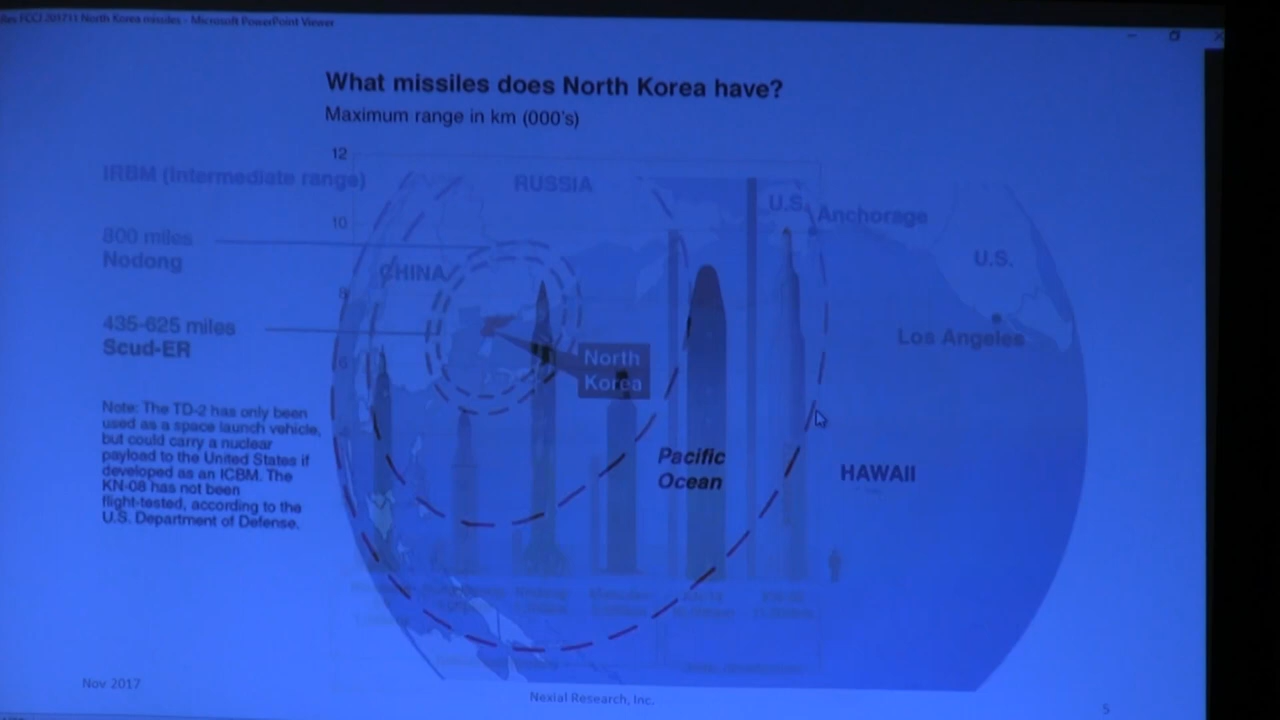 North Korea missiles - Microsoft PowerPoint Viewer
What missiles does North Korea have?
Maximum range in km (000's)
12
IRBM (intermediate range)
RUSSIA
U.S.
Anchorage
10
800 miles
Nodong
CHINA
U.S.
8
435-625 miles
Scud-ER
Los Angeles
6
North
Korea
Note: The TD-2 has only been
used as a space launch vehicle,
but could carry a nuclear
payload to the United States if
developed as an ICBM. The
KN-08 has not been
flight-tested, according to the
U.S. Department of Defense.
Pacific
Ocean
HAWAII
Nov 2017
Nexial Research, Inc.
5